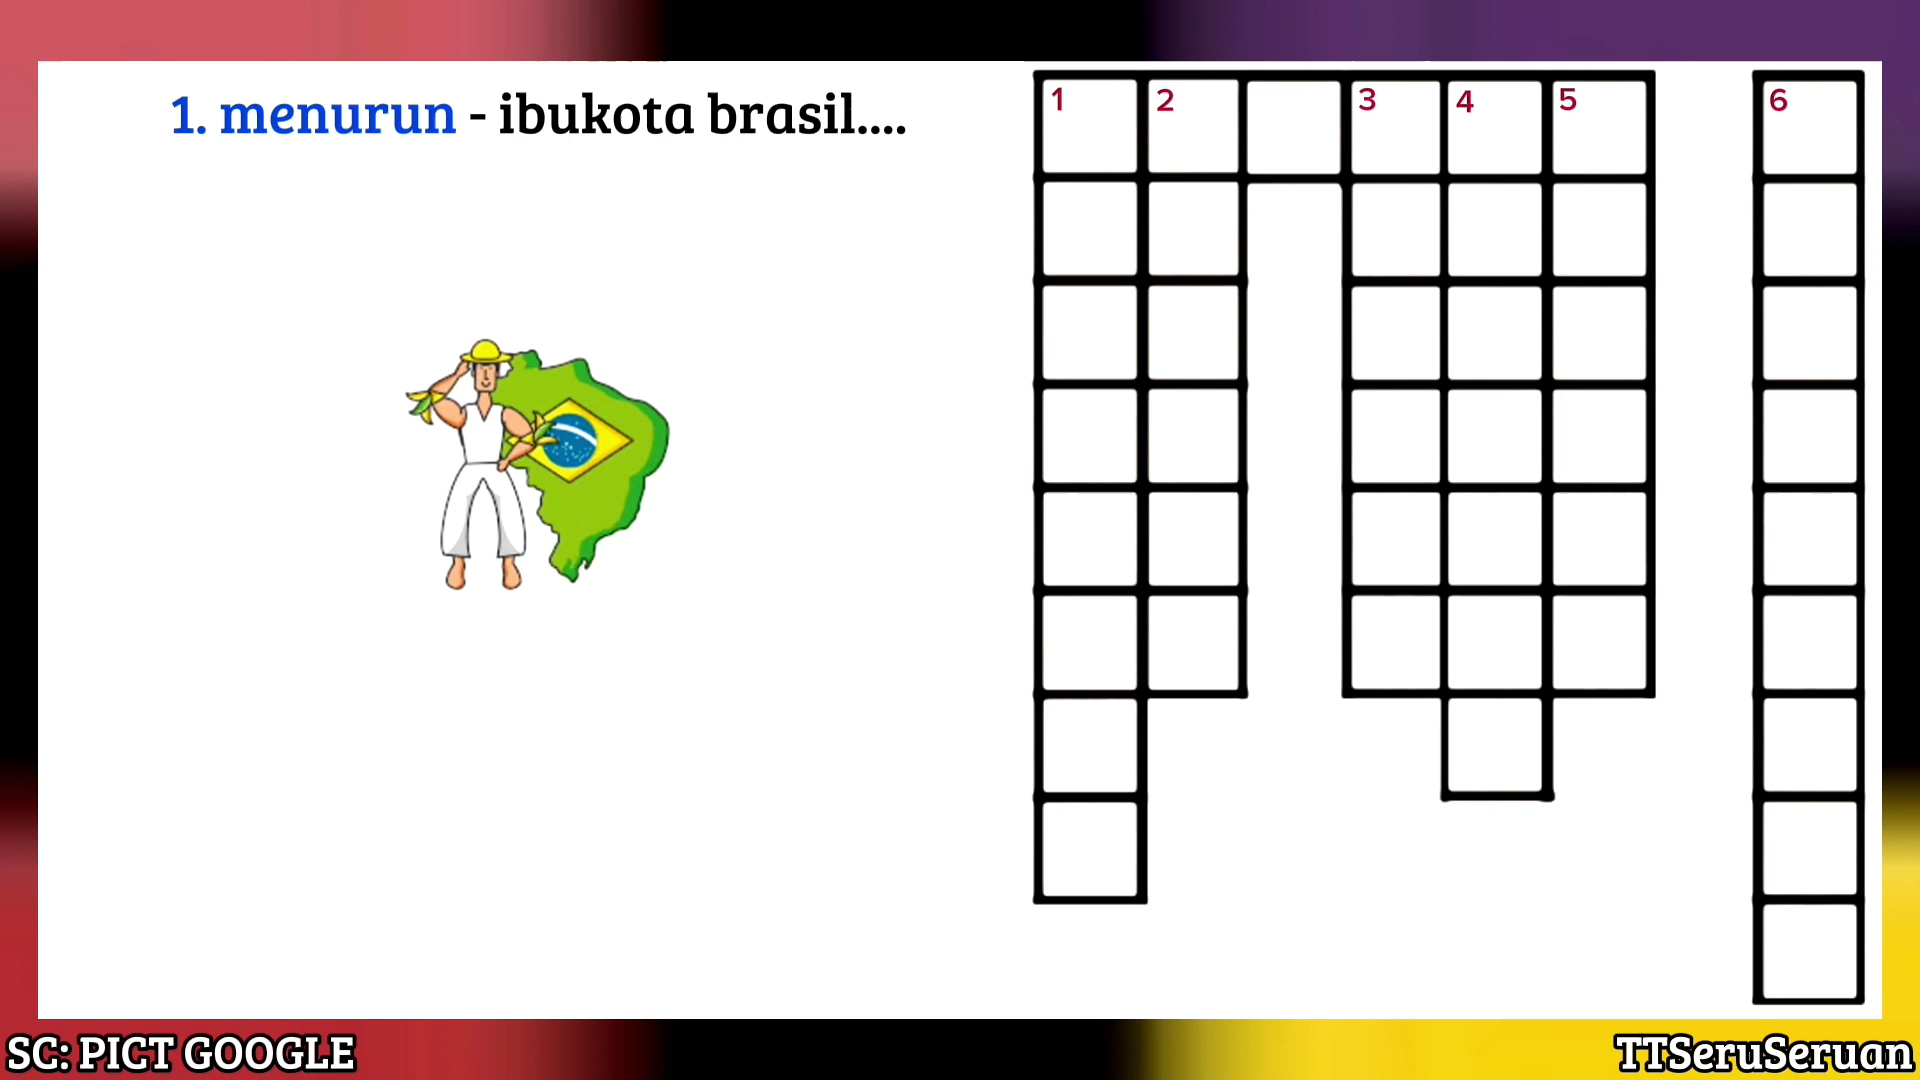 1. menurun - ibukota brasil....
1 2 3 4 5 6
SC: PICT GOOGLE
TTSeruSeruan